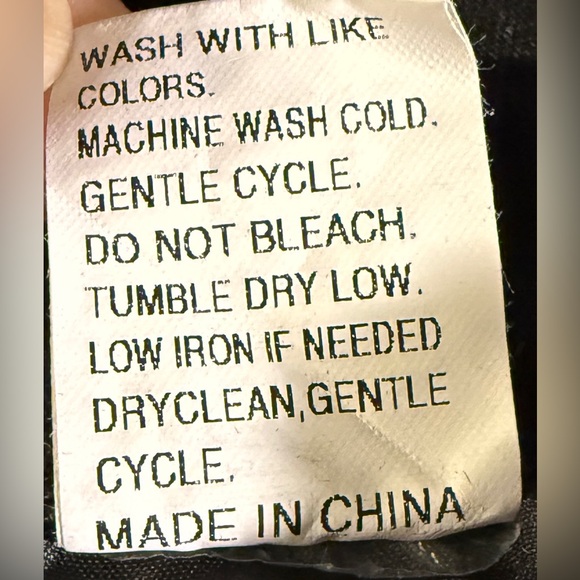 WASH WITH LIKE
COLORS.
MACHINE WASH COLD.
GENTLE CYCLE.
DO NOT BLEACH.
TUMBLE DRY LOW.
LOW IRON IF NEEDED
DRYCLEAN,GENTLE
CYCLE.
MADE IN CHINA